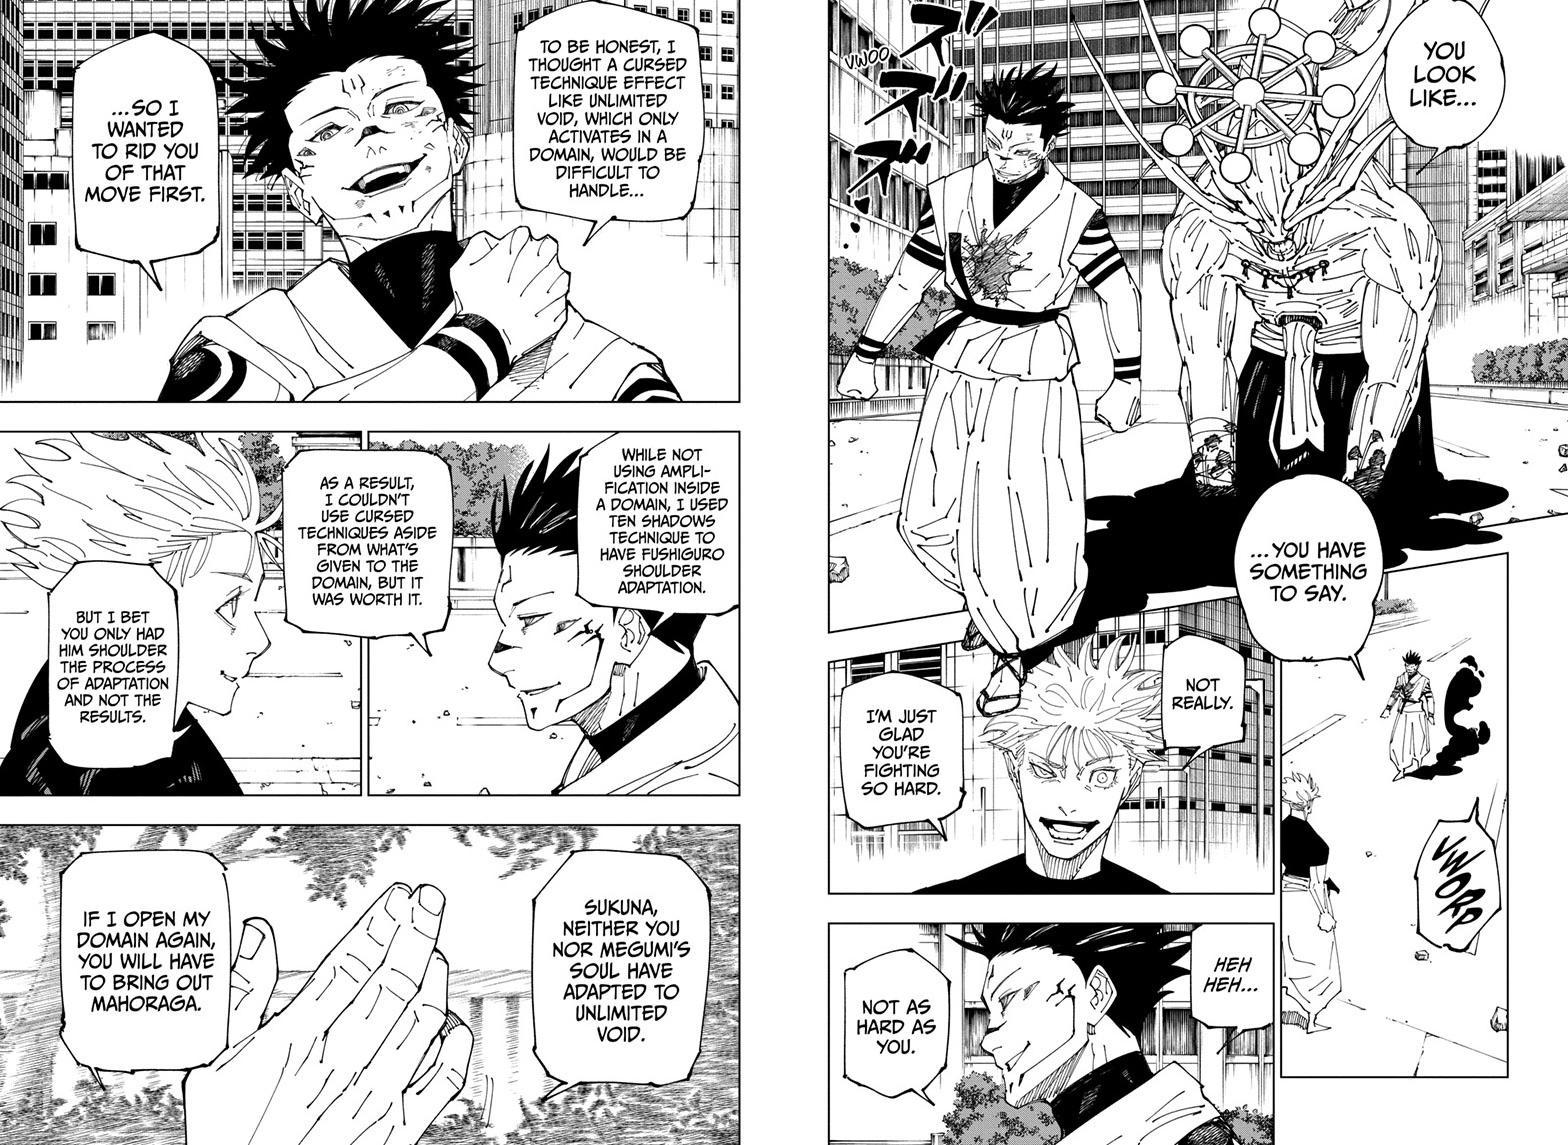 YOU
LOOK
LIKE...
VWOO
ブ
ブ
ブ
...YOU HAVE
SOMETHING
TO SAY.
NOT
REALLY.
I'M JUST
GLAD
YOU'RE
FIGHTING
SO HARD.
VWORP
HEH
HEH...
NOT AS
HARD AS
YOU.
TO BE HONEST, I
THOUGHT A CURSED
TECHNIQUE EFFECT
LIKE UNLIMITED
VOID, WHICH ONLY
ACTIVATES IN A
DOMAIN, WOULD BE
DIFFICULT TO
HANDLE...
...SO I
WANTED
TO RID YOU
OF THAT
MOVE FIRST.
WHILE NOT
USING AMPLI-
FICATION INSIDE
A DOMAIN, I USED
TEN SHADOWS
TECHNIQUE TO
HAVE FUSHIGURO
SHOULDER
ADAPTATION.
AS A RESULT,
I COULDN'T
USE CURSED
TECHNIQUES ASIDE
FROM WHAT'S
GIVEN TO THE
DOMAIN, BUT IT
WAS WORTH IT.
BUT I BET
YOU ONLY HAD
HIM SHOULDER
THE PROCESS
OF ADAPTATION
AND NOT THE
RESULTS.
SUKUNA,
NEITHER YOU
NOR MEGUMI'S
SOUL HAVE
ADAPTED TO
UNLIMITED
VOID.
IF I OPEN MY
DOMAIN AGAIN,
YOU WILL HAVE
TO BRING OUT
MAHORAGA.